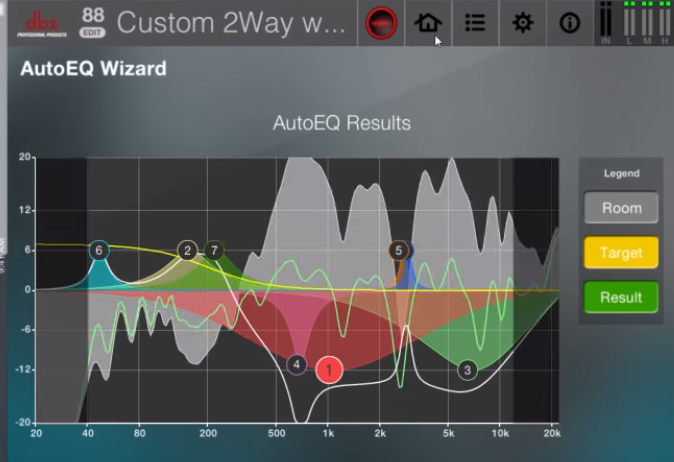 dbx
PROFESSIONAL PRODUCTS
88
EDIT
Custom 2Way w...
IN
L M H
AutoEQ Wizard
AutoEQ Results
20
12
6
0
-6
-12
-20
20 40 80 200 500 1k 2k 5k 10k 20k
6 2 7 5
4 1 3
Legend
Room
Target
Result